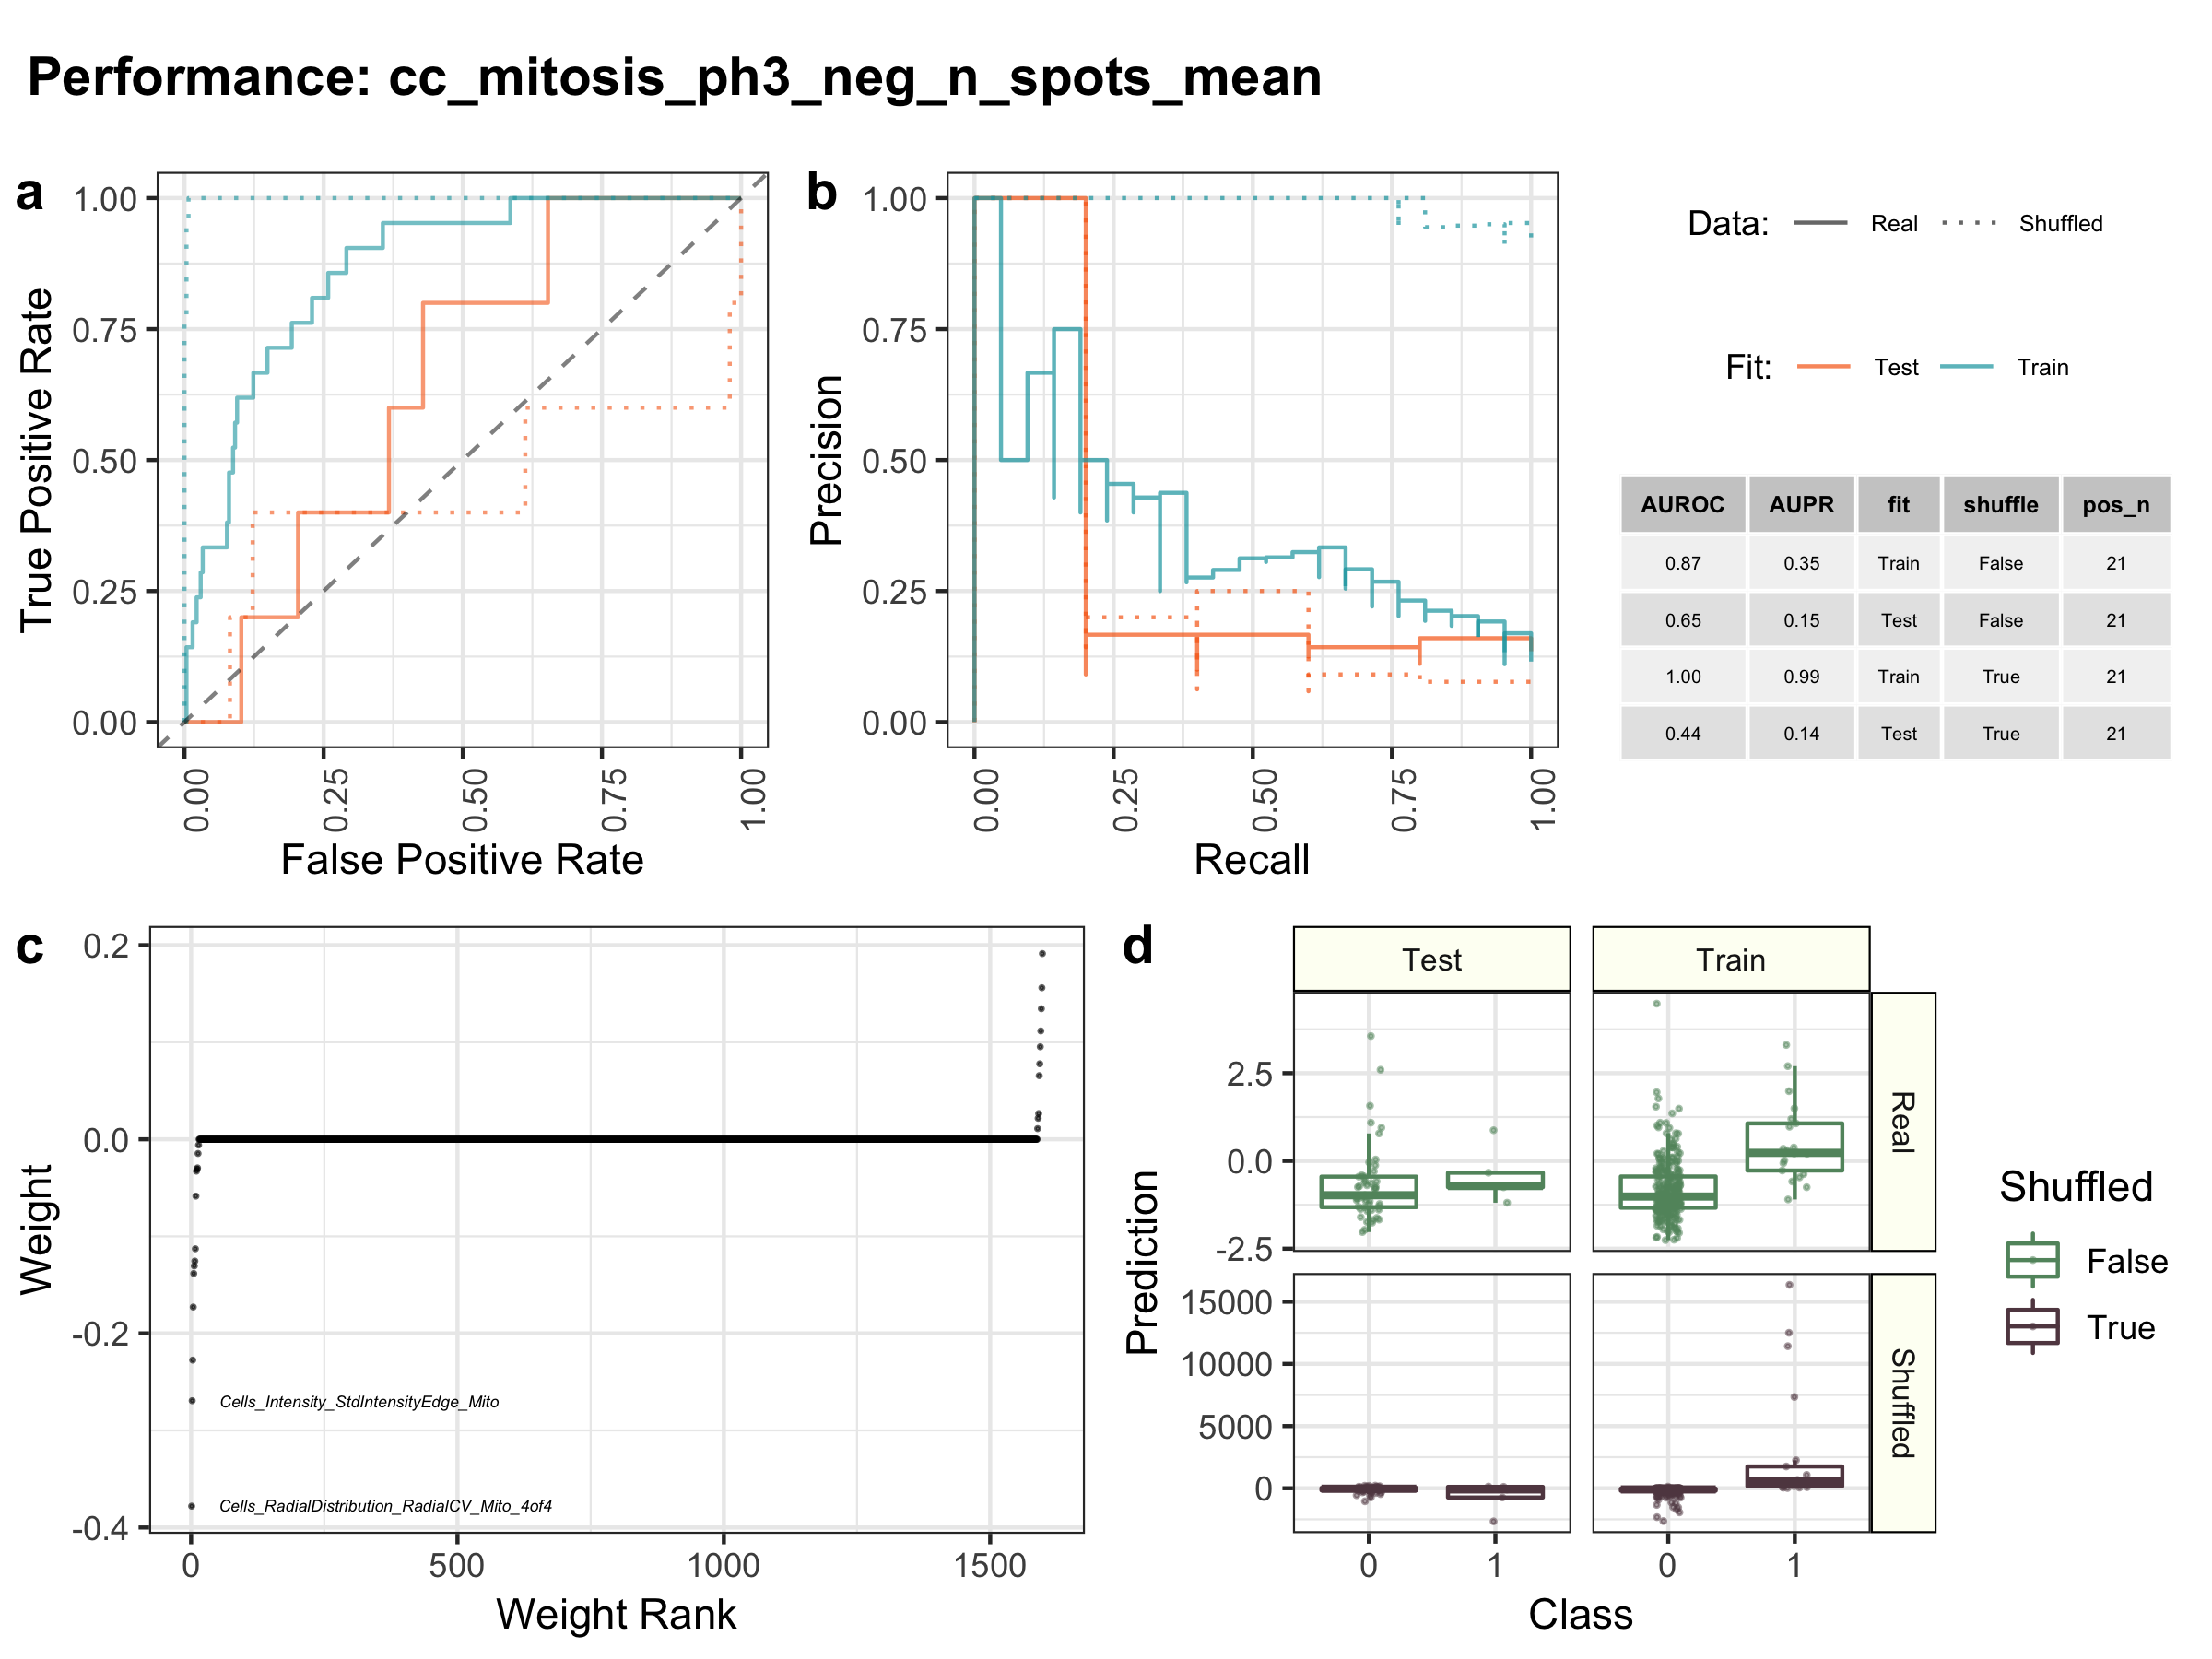 Performance: cc_mitosis_ph3_neg_n_spots_mean
a
1.00
0.75
0.50
0.25
0.00
True Positive Rate
0.00
0.25
0.50
0.75
1.00
False Positive Rate
b
1.00
0.75
0.50
0.25
0.00
Precision
0.00
0.25
0.50
0.75
1.00
Recall
Data: Real Shuffled
Fit: Test Train
AUROC AUPR fit shuffle pos_n
0.87 0.35 Train False 21
0.65 0.15 Test False 21
1.00 0.99 Train True 21
0.44 0.14 Test True 21
c
0.2
0.0
-0.2
-0.4
Weight
Cells_Intensity_StdIntensityEdge_Mito
Cells_RadialDistribution_RadialCV_Mito_4of4
0 500 1000 1500
Weight Rank
d
Test Train
2.5
0.0
-2.5
Real
15000
10000
5000
0
Shuffled
Prediction
0 1 0 1
Class
Shuffled
False
True